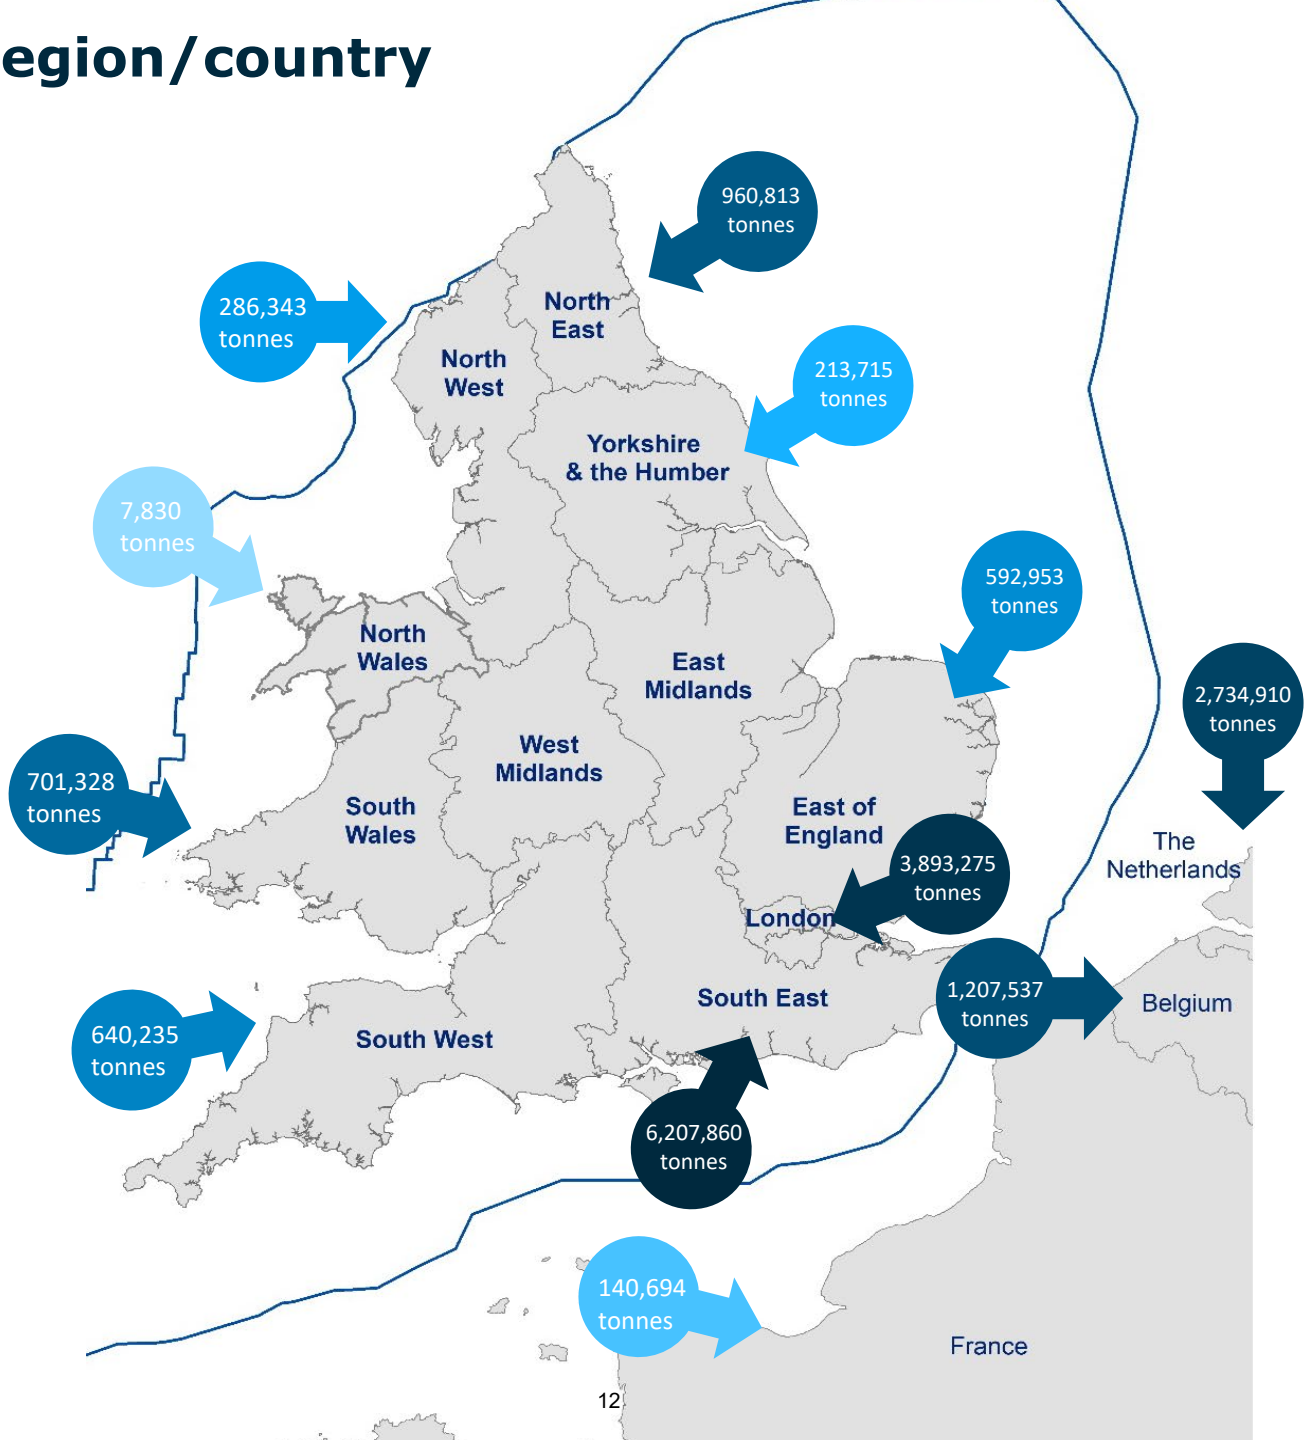 egion/country
960,813
tonnes
286,343
tonnes
North
East
North
West
213,715
tonnes
Yorkshire
& the Humber
7,830
tonnes
592,953
tonnes
North
Wales
East
Midlands
2,734,910
tonnes
West
Midlands
701,328
tonnes
South
Wales
East of
England
The
Netherlands
3,893,275
tonnes
London
1,207,537
tonnes
Belgium
South East
640,235
tonnes
South West
6,207,860
tonnes
140,694
tonnes
France
12